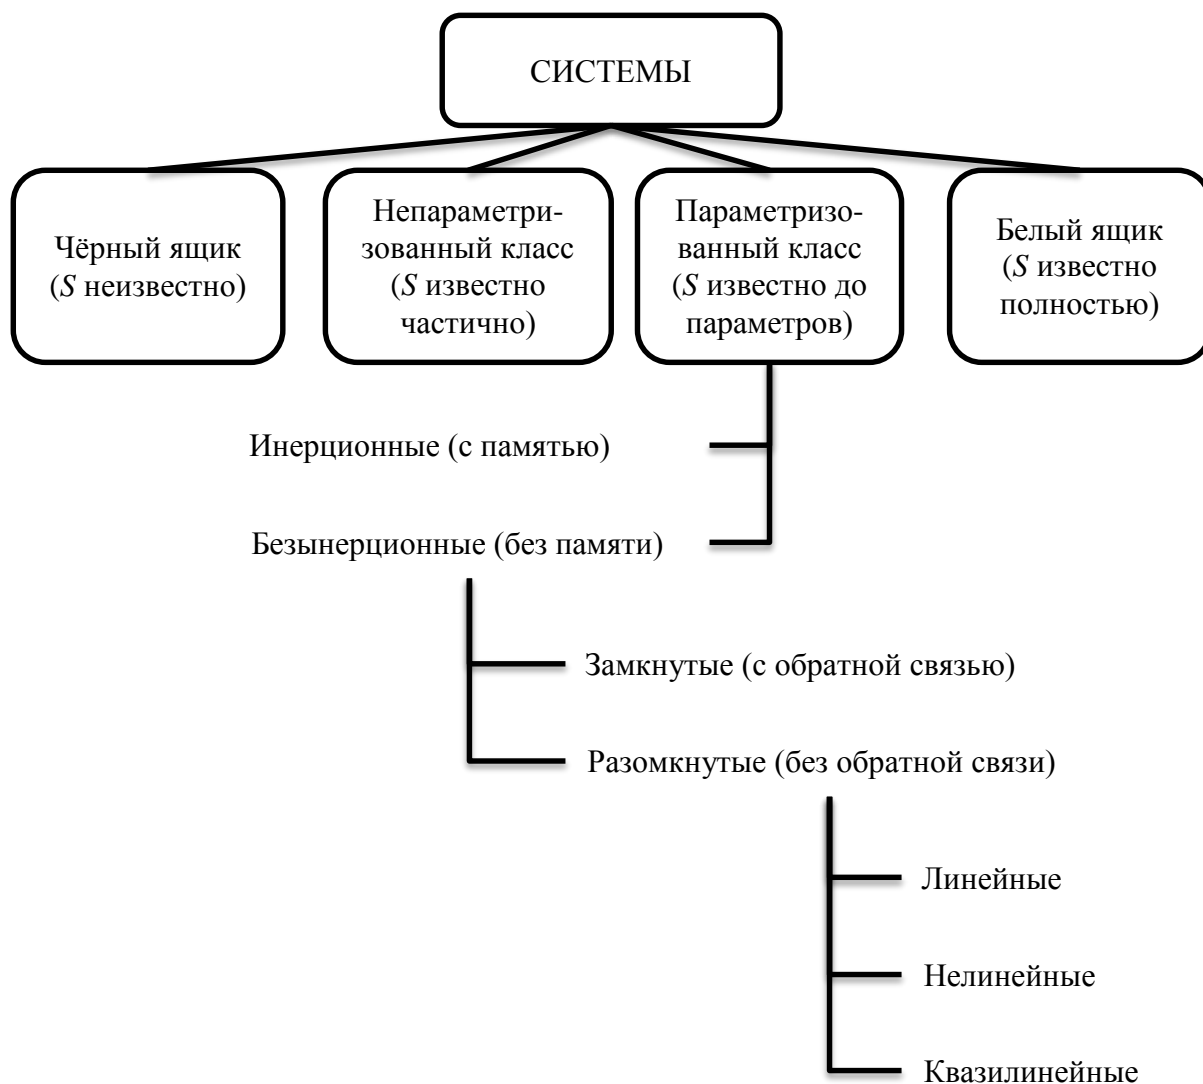 СИСТЕМЫ
Чёрный ящик
(S неизвестно)
Непараметри-
зованный класс
(S известно
частично)
Параметризо-
ванный класс
(S известно до
параметров)
Белый ящик
(S известно
полностью)
Инерционные (с памятью)
Безынерционные (без памяти)
Замкнутые (с обратной связью)
Разомкнутые (без обратной связи)
Линейные
Нелинейные
Квазилинейные